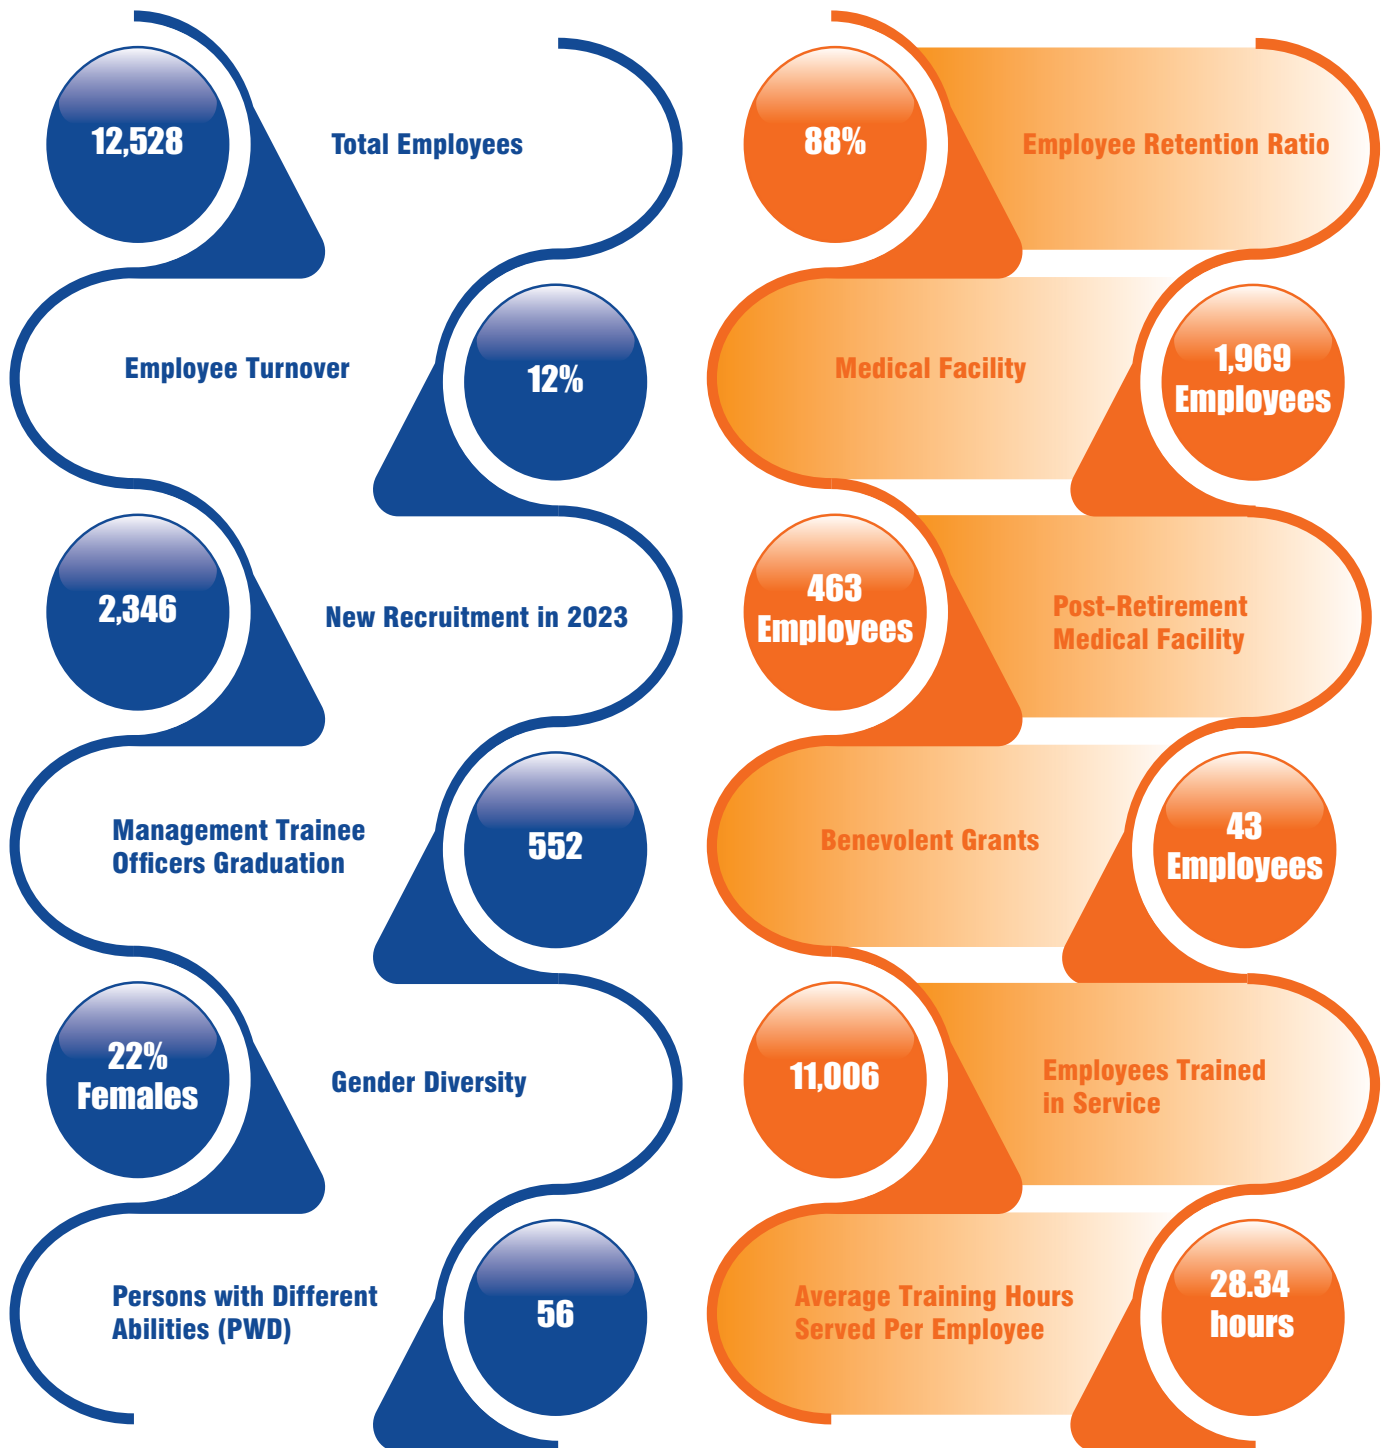 12,528
Total Employees
Employee Turnover
12%
2,346
New Recruitment in 2023
Management Trainee
Officers Graduation
552
22%
Females
Gender Diversity
Persons with Different
Abilities (PWD)
56
88%
Employee Retention Ratio
Medical Facility
1,969
Employees
463
Employees
Post-Retirement
Medical Facility
Benevolent Grants
43
Employees
11,006
Employees Trained
in Service
Average Training Hours
Served Per Employee
28.34
hours